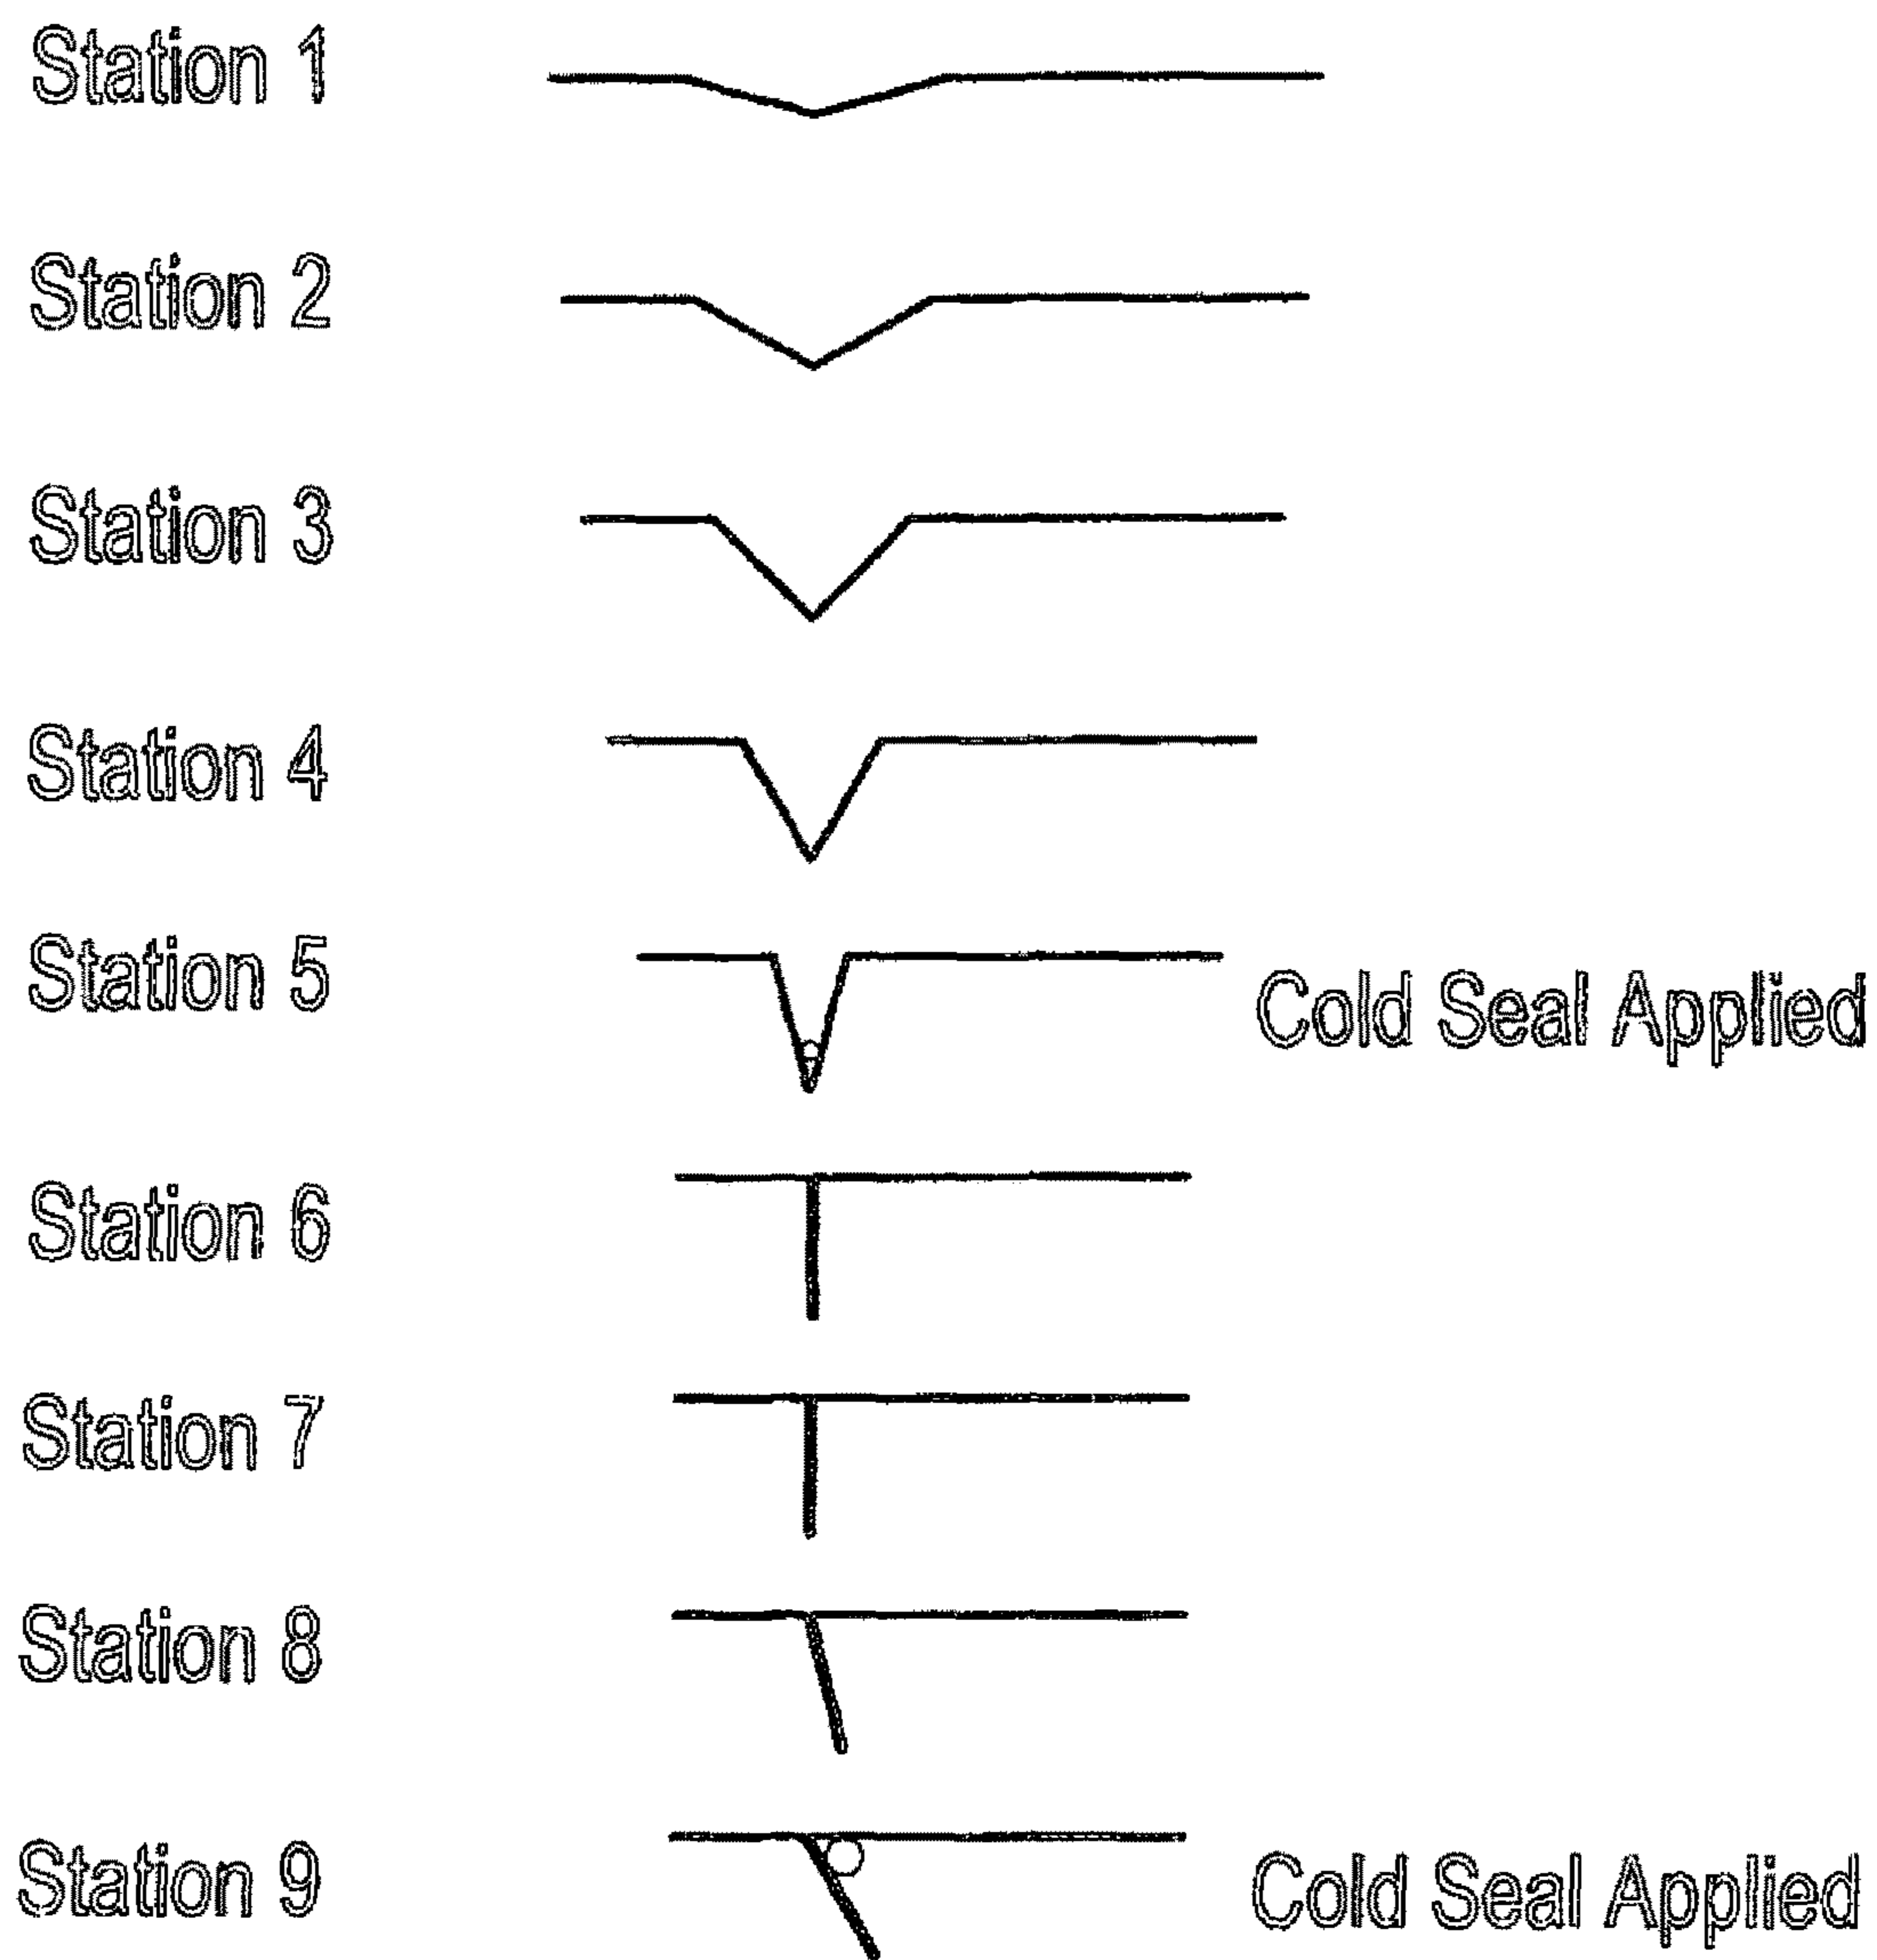 Station 1
Station 2
Station 3
Station 4
Station 5
Cold Seal Applied
Station 6
Station 7
Station 8
Station 9
Cold Seal Applied